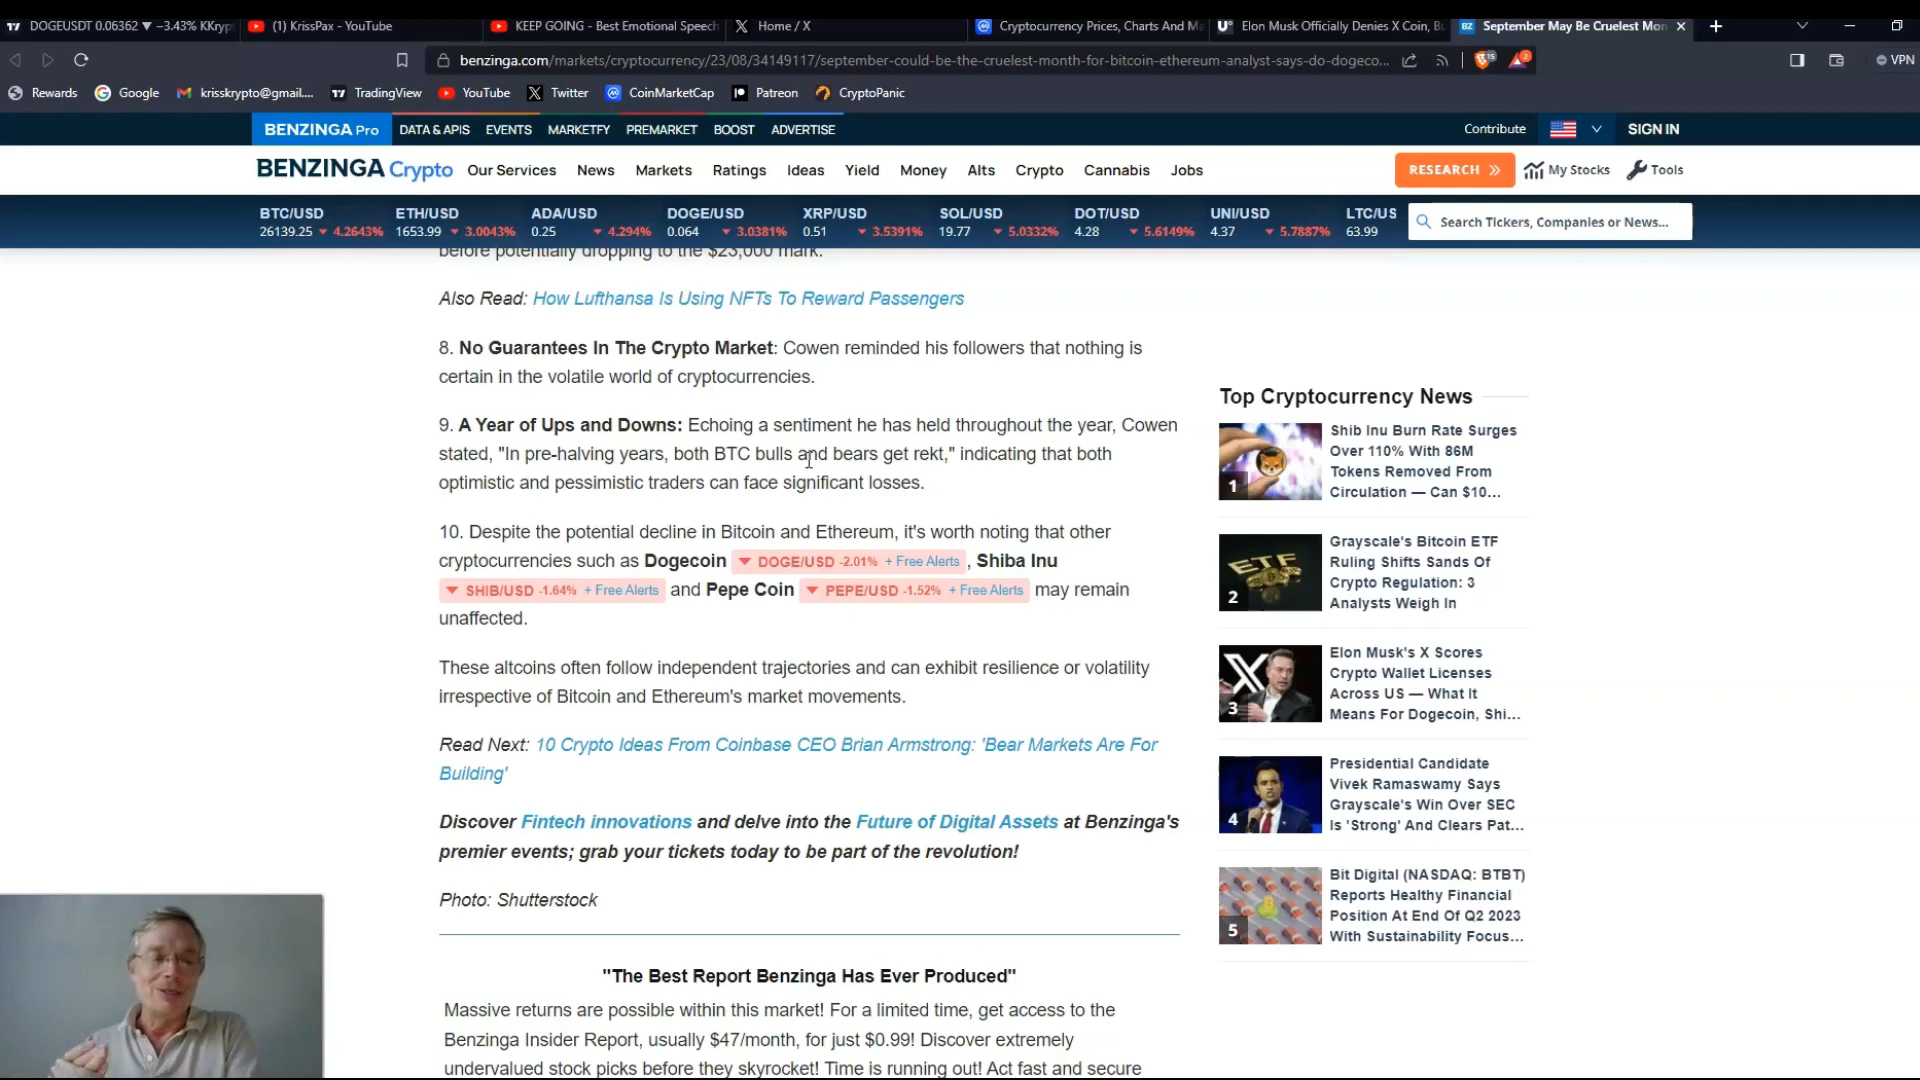 DOGEUSDT 0.06362 ▼ −3.43% KKryp
(1) KrissPax - YouTube
KEEP GOING - Best Emotional Speech
Home / X
Cryptocurrency Prices, Charts And Ma
Elon Musk Officially Denies X Coin, Bu
September May Be Cruelest Mon
benzinga.com/markets/cryptocurrency/23/08/34149117/september-could-be-the-cruelest-month-for-bitcoin-ethereum-analyst-says-do-dogeco...
VPN
Rewards
Google
krisskrypto@gmail....
TradingView
YouTube
Twitter
CoinMarketCap
Patreon
CryptoPanic
BENZINGA Pro
DATA & APIS
EVENTS
MARKETFY
PREMARKET
BOOST
ADVERTISE
Contribute
SIGN IN
BENZINGA Crypto
Our Services
News
Markets
Ratings
Ideas
Yield
Money
Alts
Crypto
Cannabis
Jobs
RESEARCH
My Stocks
Tools
BTC/USD
26139.25 ▼ 4.2643%
ETH/USD
1653.99 ▼ 3.0043%
ADA/USD
0.25 ▼ 4.294%
DOGE/USD
0.064 ▼ 3.0381%
XRP/USD
0.51 ▼ 3.5391%
SOL/USD
19.77 ▼ 5.0332%
DOT/USD
4.28 ▼ 5.6149%
UNI/USD
4.37 ▼ 5.7887%
LTC/US
63.99
Search Tickers, Companies or News...
before potentially dropping to the $23,000 mark.
Also Read: How Lufthansa Is Using NFTs To Reward Passengers
8. No Guarantees In The Crypto Market: Cowen reminded his followers that nothing is
certain in the volatile world of cryptocurrencies.
9. A Year of Ups and Downs: Echoing a sentiment he has held throughout the year, Cowen
stated, "In pre-halving years, both BTC bulls and bears get rekt," indicating that both
optimistic and pessimistic traders can face significant losses.
10. Despite the potential decline in Bitcoin and Ethereum, it's worth noting that other
cryptocurrencies such as Dogecoin ▼ DOGE/USD -2.01% + Free Alerts , Shiba Inu
▼ SHIB/USD -1.64% + Free Alerts and Pepe Coin ▼ PEPE/USD -1.52% + Free Alerts may remain
unaffected.
These altcoins often follow independent trajectories and can exhibit resilience or volatility
irrespective of Bitcoin and Ethereum's market movements.
Read Next: 10 Crypto Ideas From Coinbase CEO Brian Armstrong: 'Bear Markets Are For
Building'
Discover Fintech innovations and delve into the Future of Digital Assets at Benzinga's
premier events; grab your tickets today to be part of the revolution!
Photo: Shutterstock
"The Best Report Benzinga Has Ever Produced"
Massive returns are possible within this market! For a limited time, get access to the
Benzinga Insider Report, usually $47/month, for just $0.99! Discover extremely
undervalued stock picks before they skyrocket! Time is running out! Act fast and secure
Top Cryptocurrency News
1
Shib Inu Burn Rate Surges
Over 110% With 86M
Tokens Removed From
Circulation — Can $10...
ETF
2
Grayscale's Bitcoin ETF
Ruling Shifts Sands Of
Crypto Regulation: 3
Analysts Weigh In
3
Elon Musk's X Scores
Crypto Wallet Licenses
Across US — What It
Means For Dogecoin, Shi...
4
Presidential Candidate
Vivek Ramaswamy Says
Grayscale's Win Over SEC
Is 'Strong' And Clears Pat...
5
Bit Digital (NASDAQ: BTBT)
Reports Healthy Financial
Position At End Of Q2 2023
With Sustainability Focus...